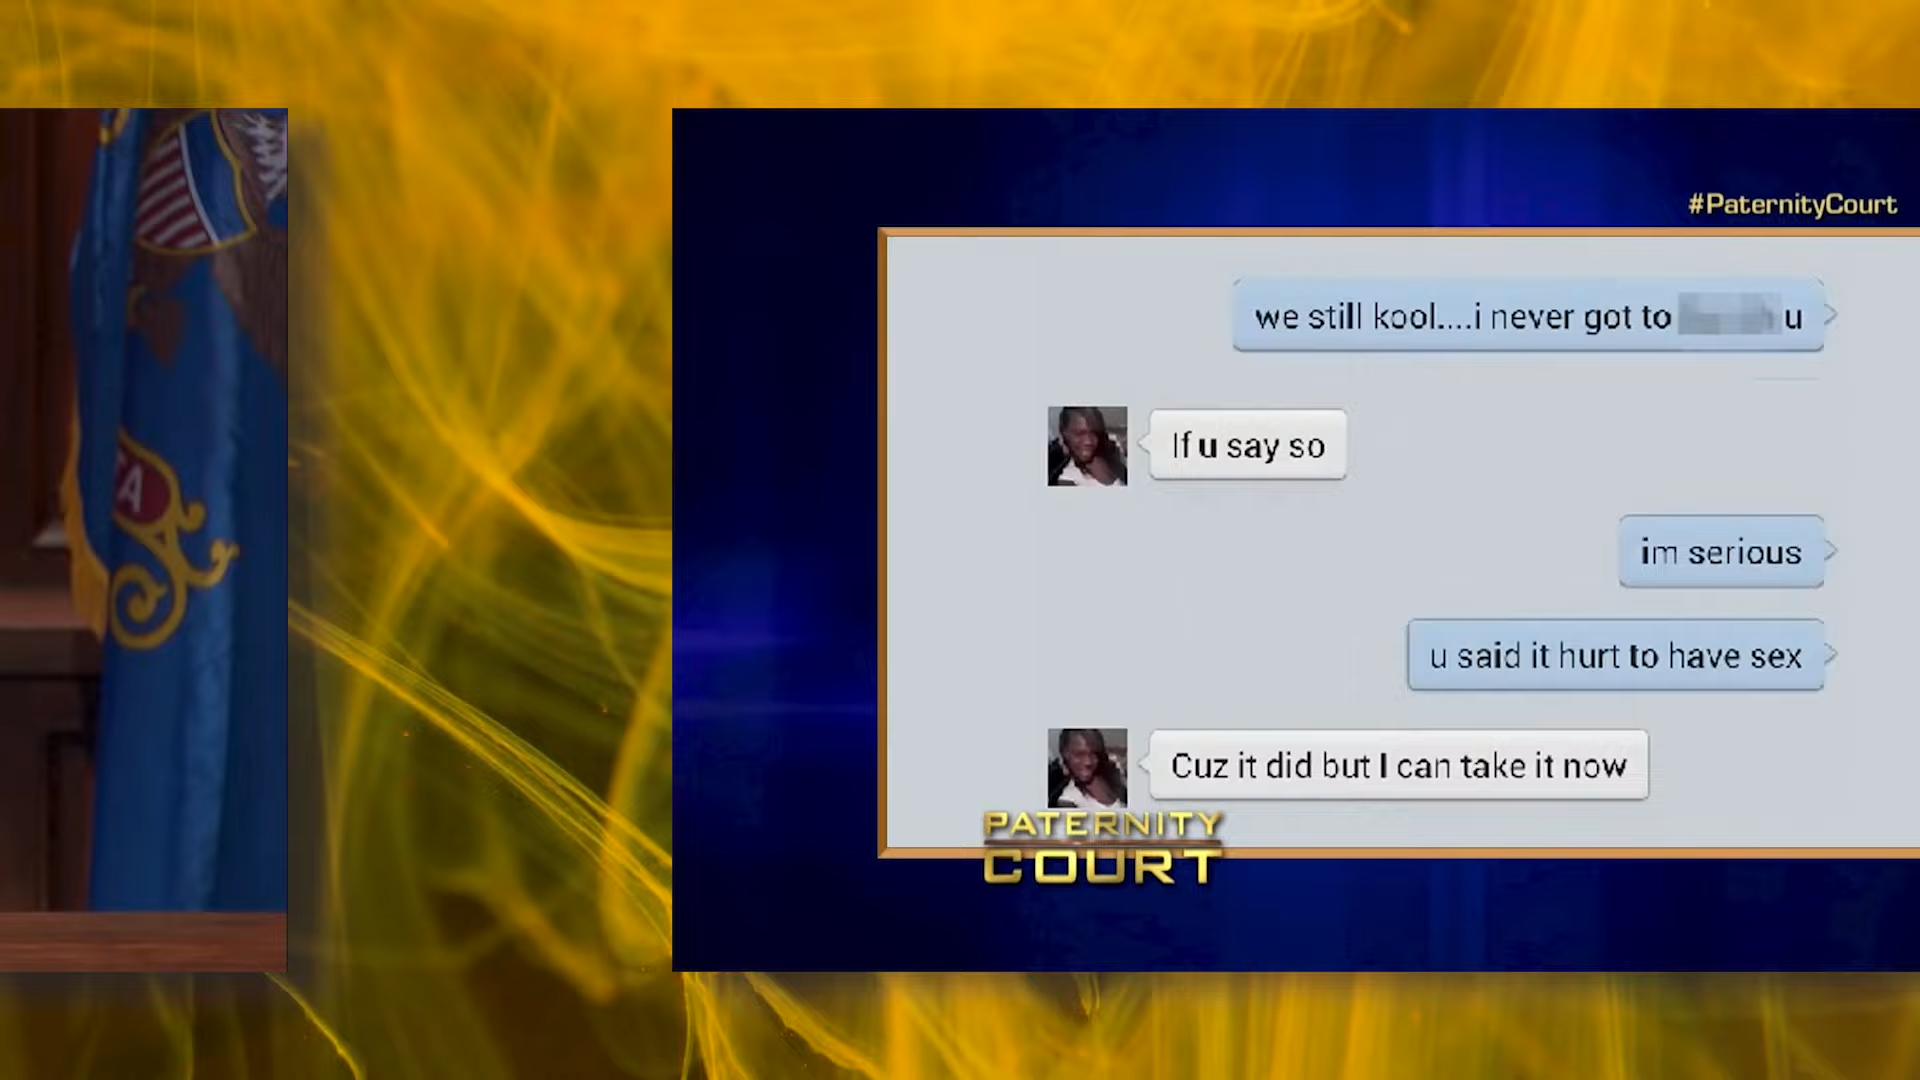 #PaternityCourt
we still kool....i never got to u
If u say so
im serious
u said it hurt to have sex
Cuz it did but I can take it now
PATERNITY
COURT
TA